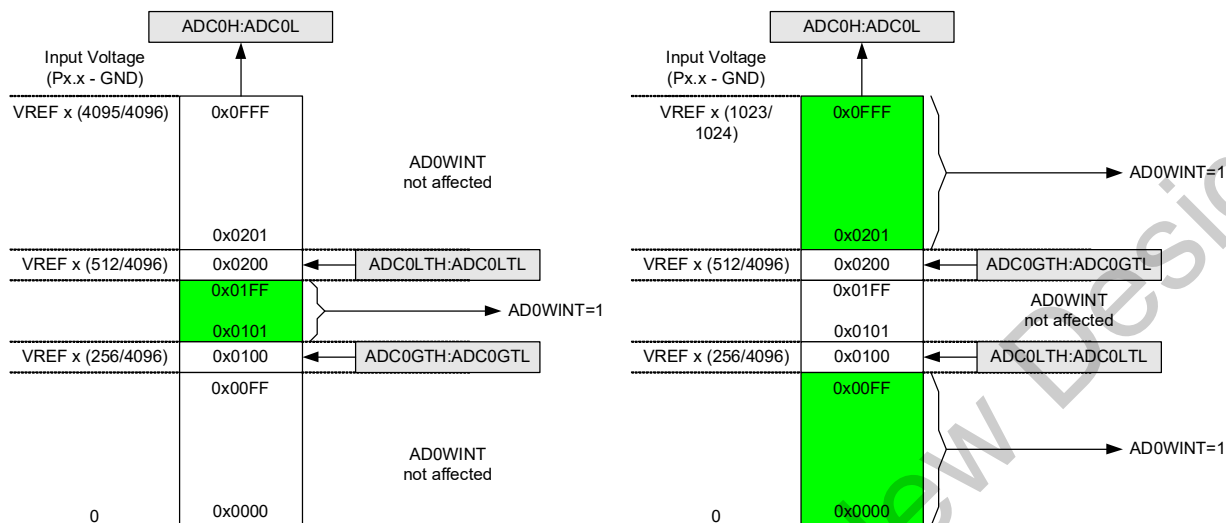 ADC0H:ADC0L
Input Voltage
(Px.x - GND)
VREF x (4095/4096)
0x0FFF
AD0WINT
not affected
0x0201
VREF x (512/4096)
0x0200
ADC0LTH:ADC0LTL
0x01FF
AD0WINT=1
0x0101
VREF x (256/4096)
0x0100
ADC0GTH:ADC0GTL
0x00FF
AD0WINT
not affected
0
0x0000
ADC0H:ADC0L
Input Voltage
(Px.x - GND)
VREF x (1023/
1024)
0x0FFF
AD0WINT=1
0x0201
VREF x (512/4096)
0x0200
ADC0GTH:ADC0GTL
0x01FF
AD0WINT
not affected
0x0101
VREF x (256/4096)
0x0100
ADC0LTH:ADC0LTL
0x00FF
AD0WINT=1
0
0x0000